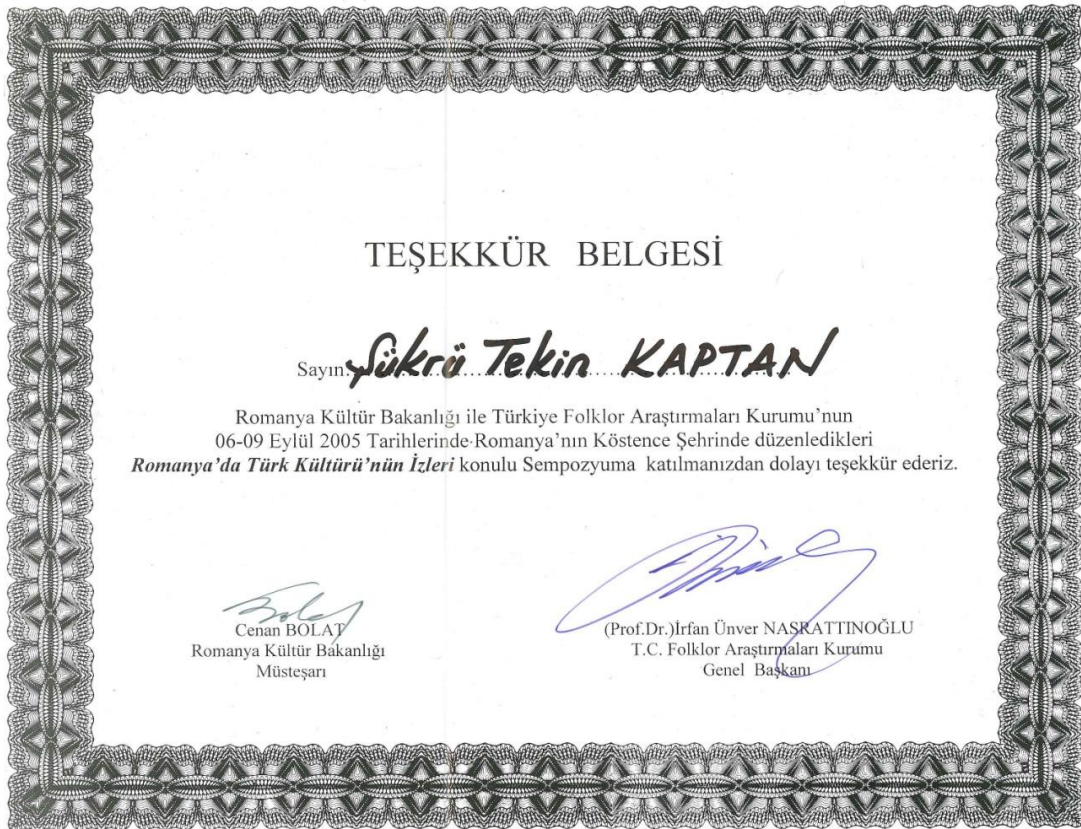 TEŞEKKÜR BELGESİ
Sayın: Şükrü Tekin KAPTAN
Romanya Kültür Bakanlığı ile Türkiye Folklor Araştırmaları Kurumu'nun
06-09 Eylül 2005 Tarihlerinde Romanya'nın Köstence Şehrinde düzenledikleri
Romanya'da Türk Kültürü'nün İzleri konulu Sempozyuma katılmanızdan dolayı teşekkür ederiz.
Cenan BOLAT
Romanya Kültür Bakanlığı
Müsteşarı
(Prof.Dr.)İrfan Ünver NASRATTINOĞLU
T.C. Folklor Araştırmaları Kurumu
Genel Başkanı